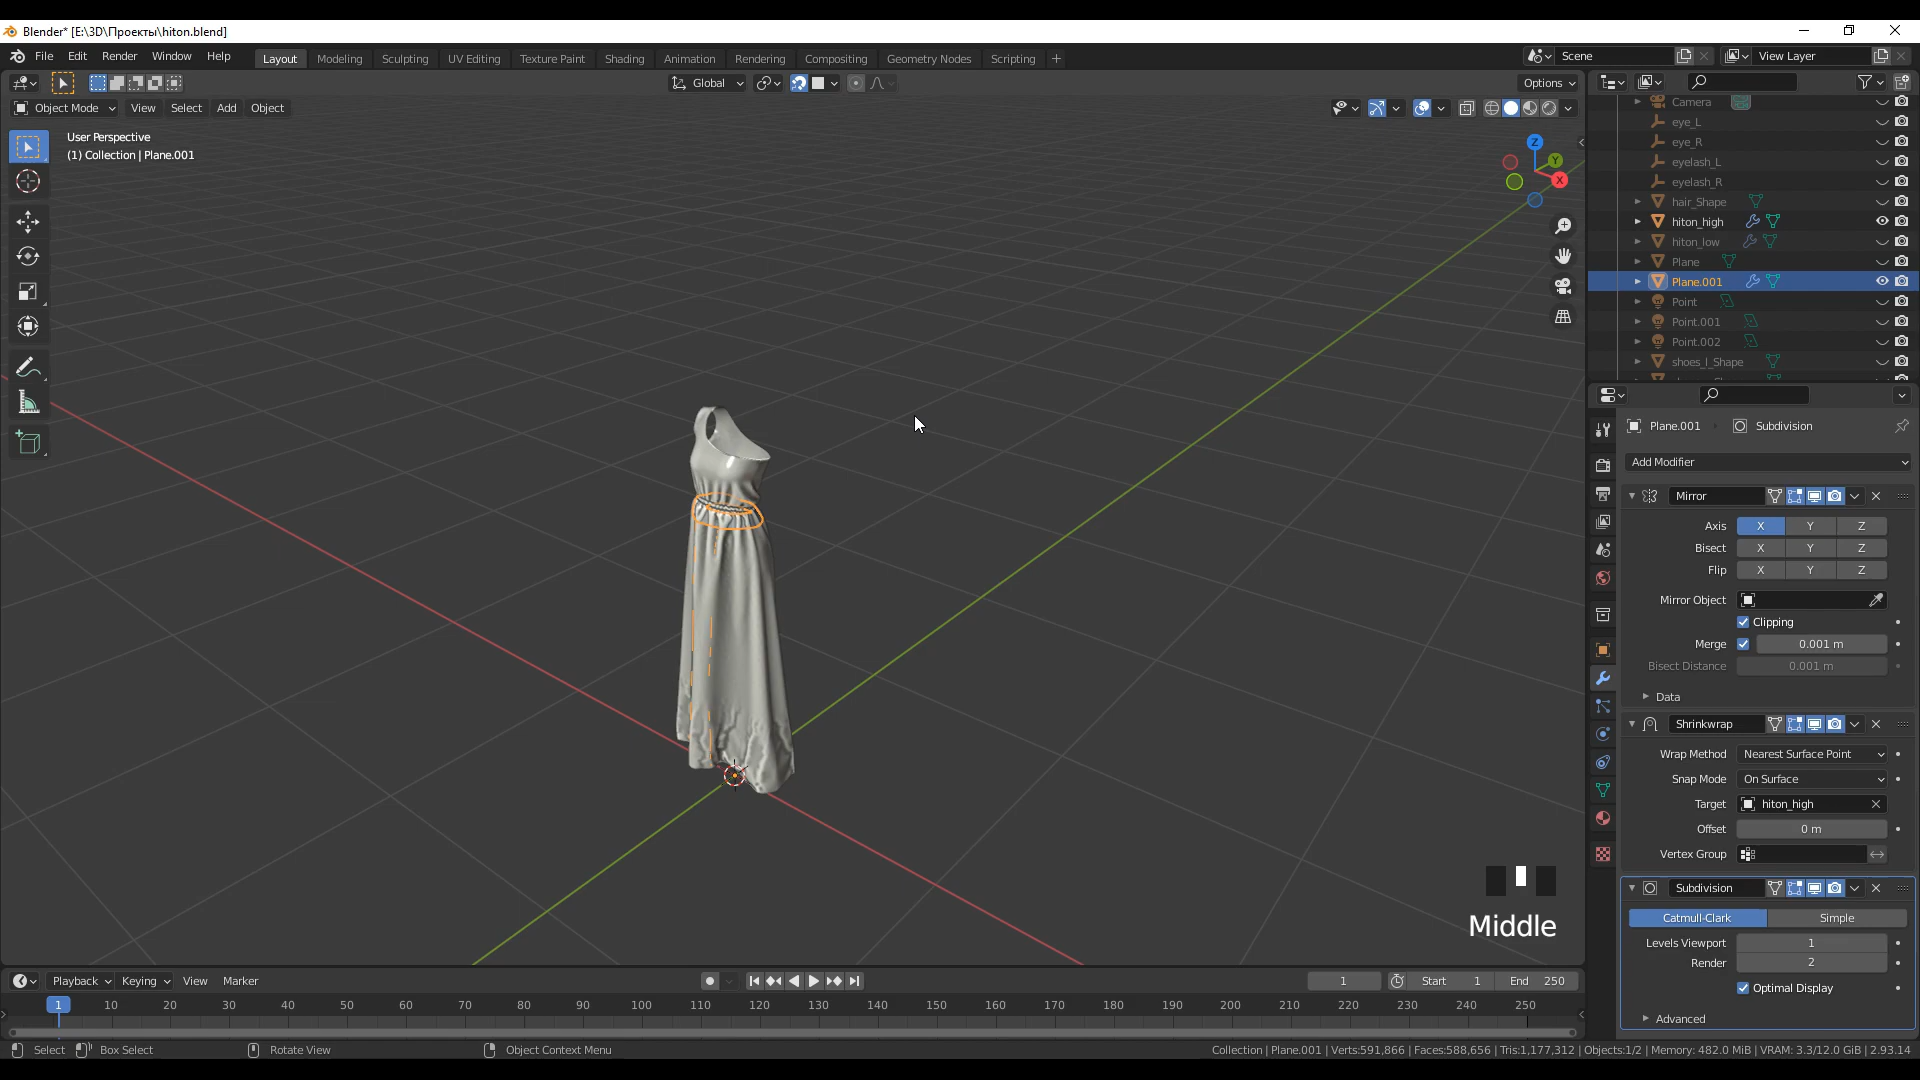 Blender* [E:\3D\Проекты\hiton.blend]
File Edit Render Window Help Layout Modeling Sculpting UV Editing Texture Paint Shading Animation Rendering Compositing Geometry Nodes Scripting + Scene View Layer
Global Options
Object Mode View Select Add Object
User Perspective
(1) Collection | Plane.001
Z
Y
X
Camera
eye_L
eye_R
eyelash_L
eyelash_R
hair_Shape
hiton_high
hiton_low
Plane
Plane.001
Point
Point.001
Point.002
shoes_l_Shape
Plane.001 Subdivision
Add Modifier
Mirror
Axis X Y Z
Bisect X Y Z
Flip X Y Z
Mirror Object
Clipping
Merge 0.001 m
Bisect Distance 0.001 m
Data
Shrinkwrap
Wrap Method Nearest Surface Point
Snap Mode On Surface
Target hiton_high
Offset 0 m
Vertex Group
Subdivision
Catmull-Clark Simple
Levels Viewport 1
Render 2
Optimal Display
Advanced
Middle
Playback Keying View Marker 1 Start 1 End 250
1 10 20 30 40 50 60 70 80 90 100 110 120 130 140 150 160 170 180 190 200 210 220 230 240 250
Select Box Select Rotate View Object Context Menu Collection | Plane.001 | Verts:591,866 | Faces:588,656 | Tris:1,177,312 | Objects:1/2 | Memory: 482.0 MiB | VRAM: 3.3/12.0 GiB | 2.93.14